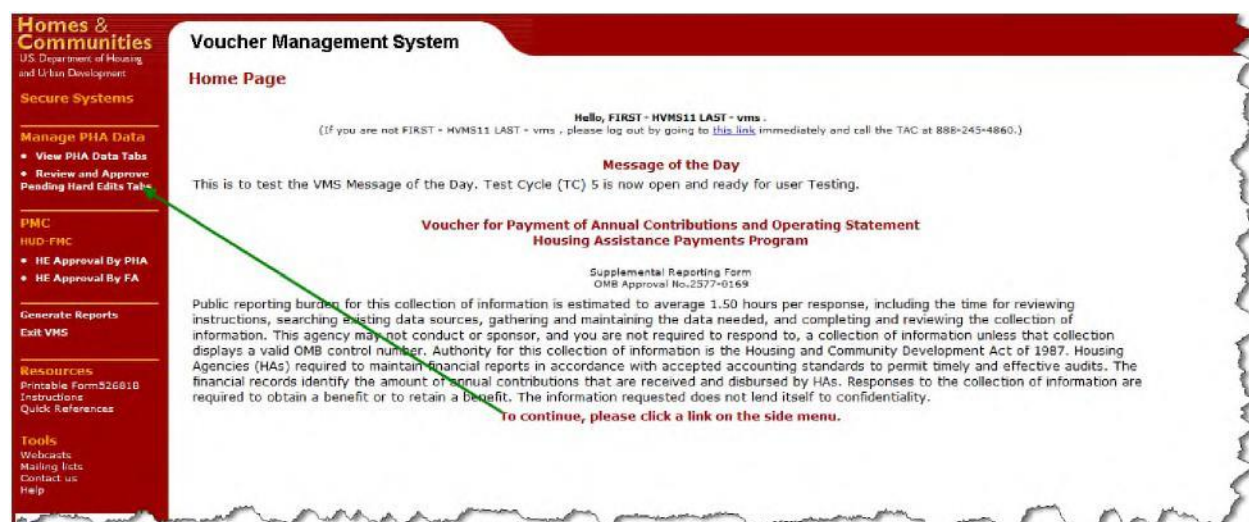 Homes &
Communities
U.S. Department of Housing
and Urban Development
Secure Systems
Manage PHA Data
• View PHA Data Tabs
• Review and Approve
Pending Hard Edits Tabs
PMC
HUD-FMC
• HE Approval By PHA
• HE Approval By FA
Generate Reports
Exit VMS
Resources
Printable Form52681B
Instructions
Quick References
Tools
Webcasts
Mailing lists
Contact us
Help
Voucher Management System
Home Page
Hello, FIRST - HVMS11 LAST - vms .
(If you are not FIRST - HVMS11 LAST - vms , please log out by going to this link immediately and call the TAC at 888-245-4860.)
Message of the Day
This is to test the VMS Message of the Day. Test Cycle (TC) 5 is now open and ready for user Testing.
Voucher for Payment of Annual Contributions and Operating Statement
Housing Assistance Payments Program
Supplemental Reporting Form
OMB Approval No.2577-0169
Public reporting burden for this collection of information is estimated to average 1.50 hours per response, including the time for reviewing
instructions, searching existing data sources, gathering and maintaining the data needed, and completing and reviewing the collection of
information. This agency may not conduct or sponsor, and you are not required to respond to, a collection of information unless that collection
displays a valid OMB control number. Authority for this collection of information is the Housing and Community Development Act of 1987. Housing
Agencies (HAs) required to maintain financial reports in accordance with accepted accounting standards to permit timely and effective audits. The
financial records identify the amount of annual contributions that are received and disbursed by HAs. Responses to the collection of information are
required to obtain a benefit or to retain a benefit. The information requested does not lend itself to confidentiality.
To continue, please click a link on the side menu.